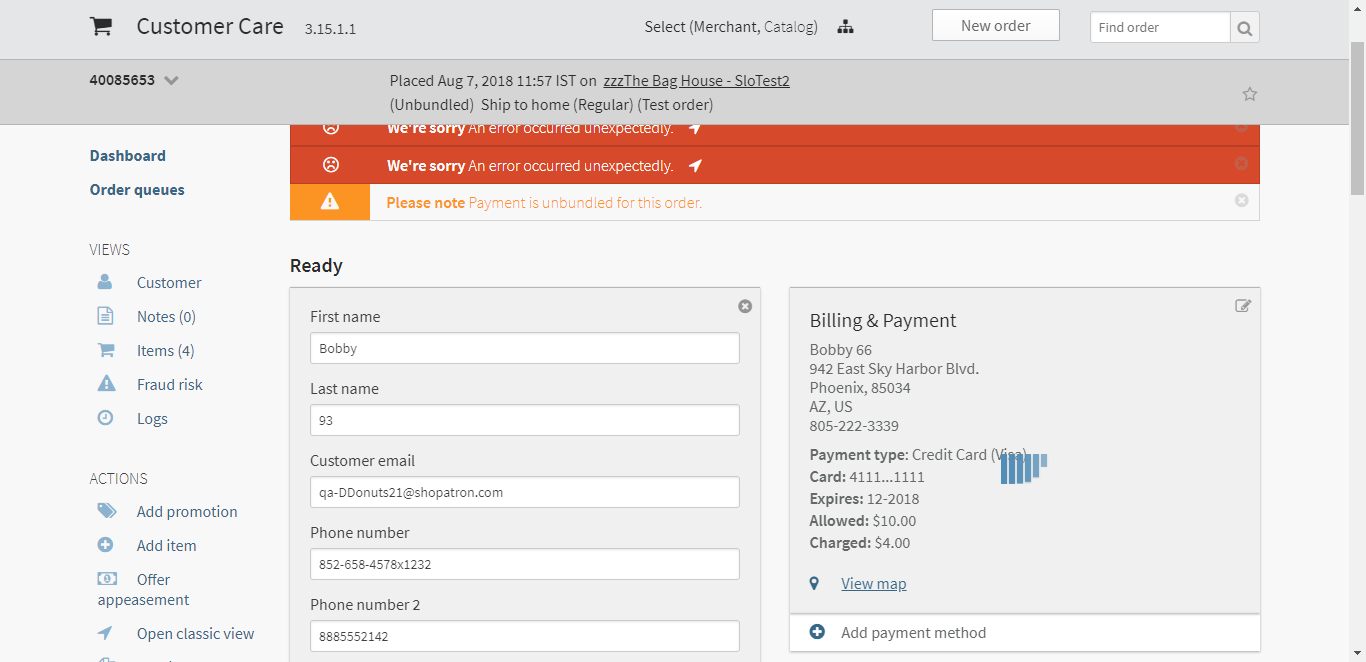 Customer Care 3.15.1.1
Select (Merchant, Catalog)
New order
Find order
40085653
Placed Aug 7, 2018 11:57 IST on zzzThe Bag House - SloTest2
(Unbundled) Ship to home (Regular) (Test order)
We're sorry An error occurred unexpectedly.
We're sorry An error occurred unexpectedly.
Please note Payment is unbundled for this order.
Dashboard
Order queues
VIEWS
Customer
Notes (0)
Items (4)
Fraud risk
Logs
ACTIONS
Add promotion
Add item
Offer
appeasement
Open classic view
Ready
First name
Bobby
Last name
93
Customer email
qa-DDonuts21@shopatron.com
Phone number
852-658-4578x1232
Phone number 2
8885552142
Billing & Payment
Bobby 66
942 East Sky Harbor Blvd.
Phoenix, 85034
AZ, US
805-222-3339
Payment type: Credit Card (Visa)
Card: 4111...1111
Expires: 12-2018
Allowed: $10.00
Charged: $4.00
View map
Add payment method